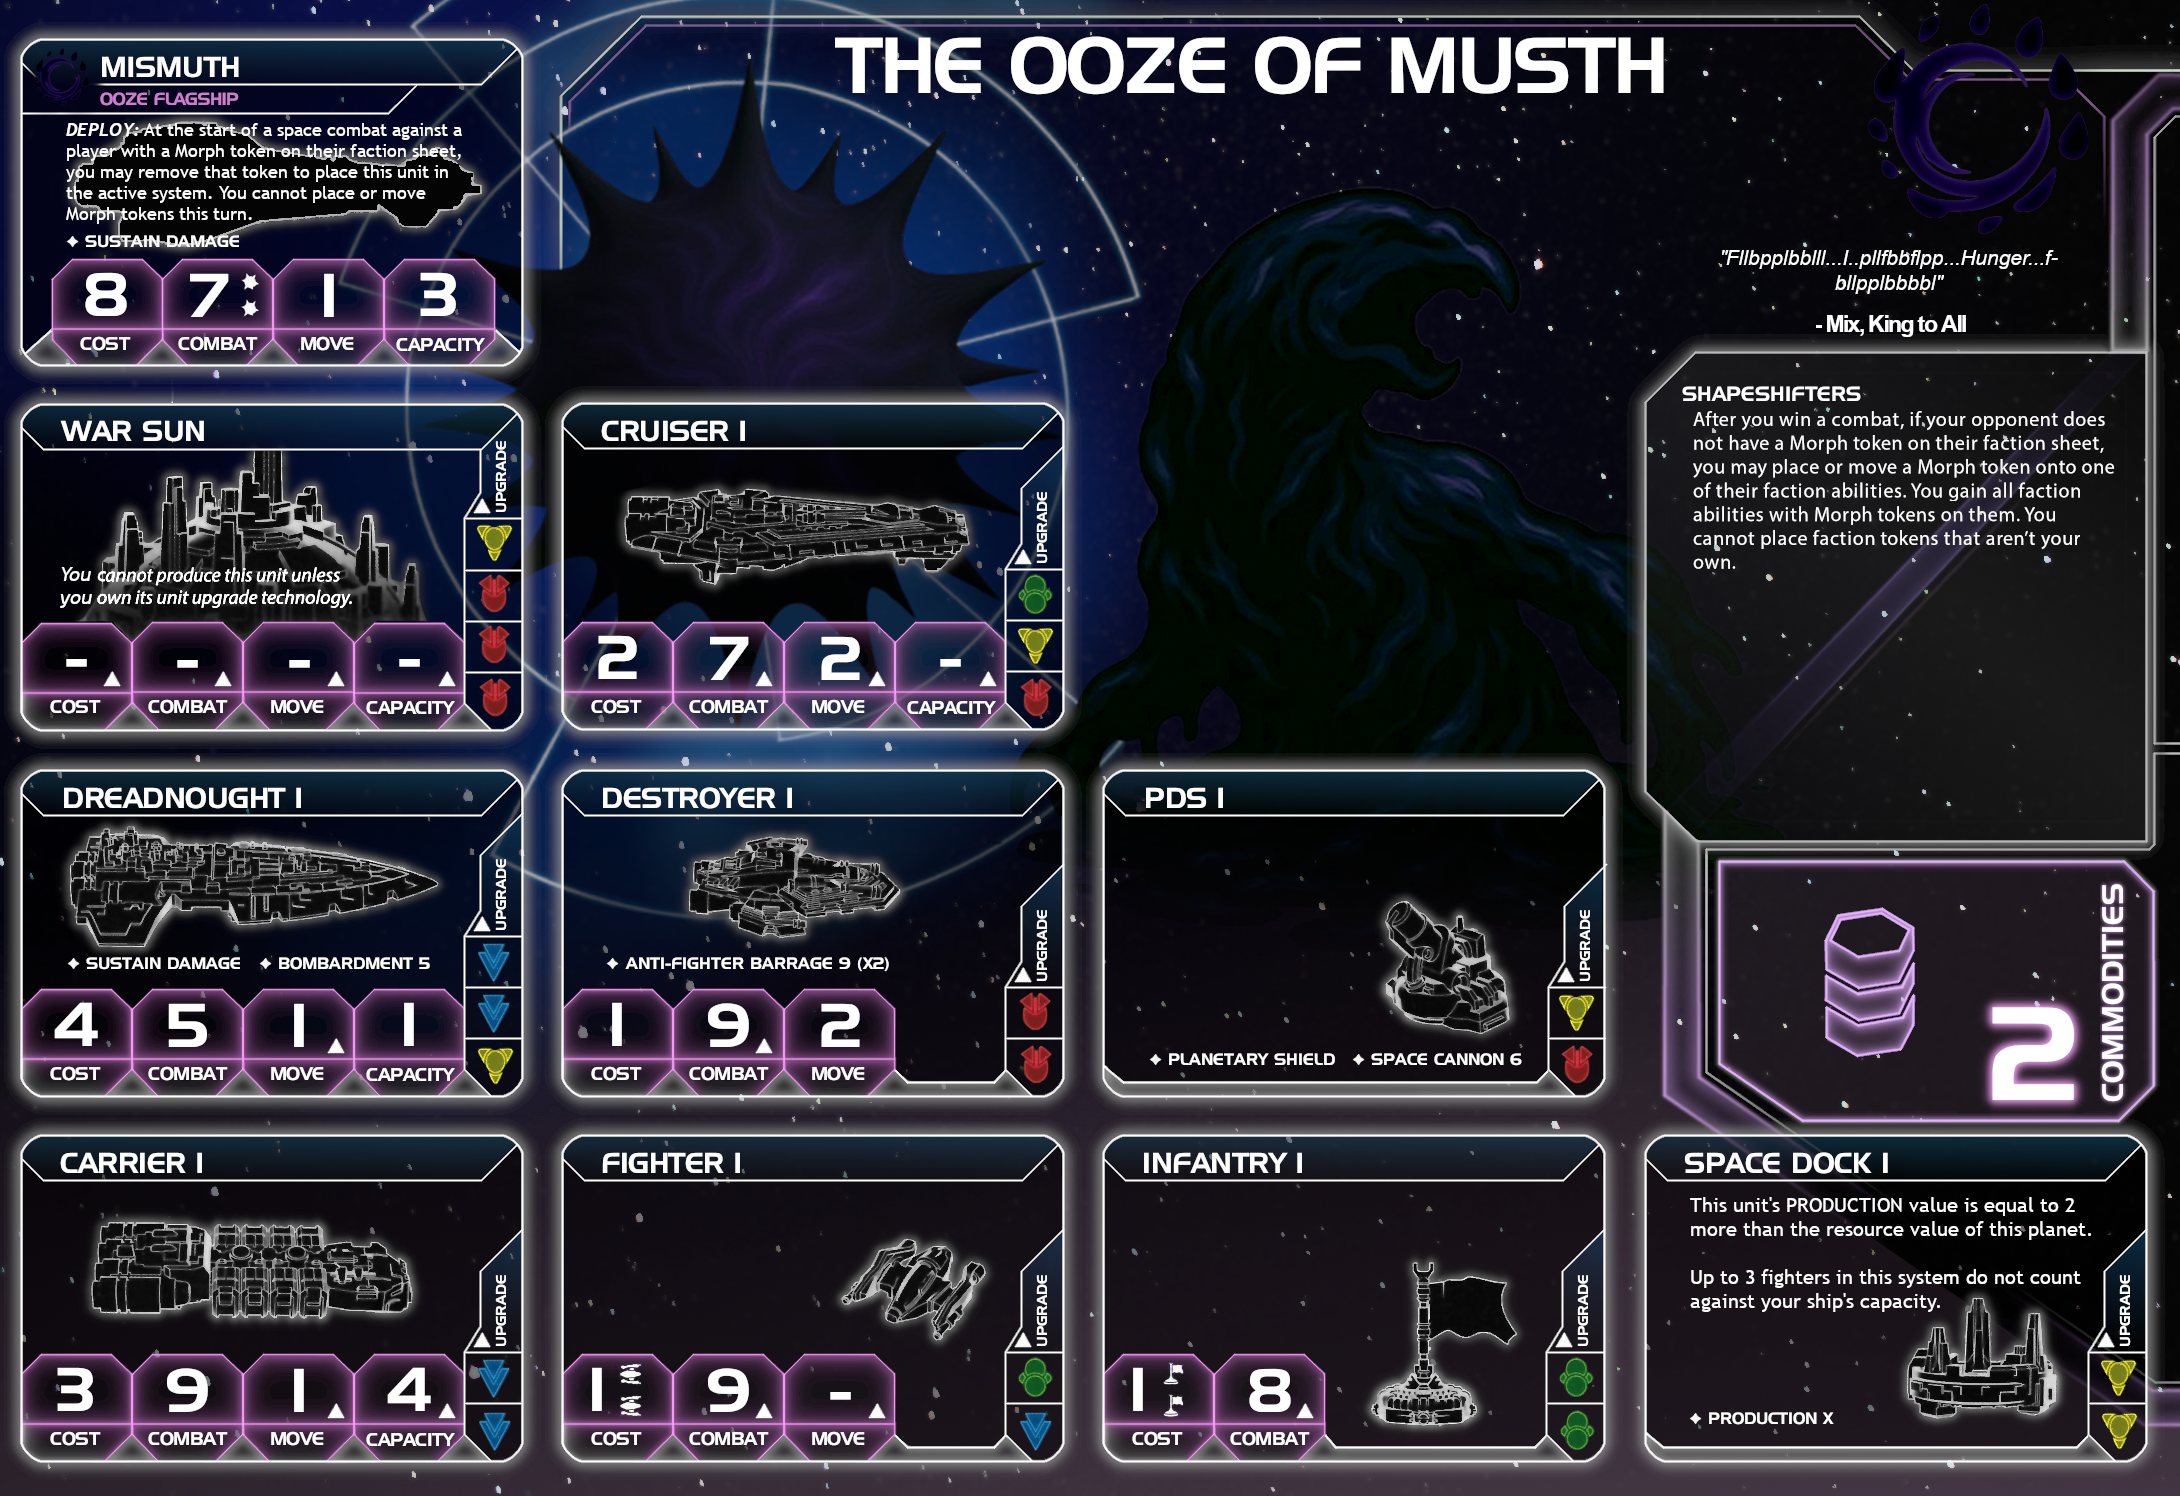 THE OOZE OF MUSTH
MISMUTH
OOZE FLAGSHIP
DEPLOY: At the start of a space combat against a
player with a Morph token on their faction sheet,
you may remove that token to place this unit in
the active system. You cannot place or move
Morph tokens this turn.
SUSTAIN DAMAGE
8 7 1 3
COST COMBAT MOVE CAPACITY
"Fllbpplbblll...I..pllfbbflpp...Hunger...f-
bllpplbbbbl"
- Mix, King to All
SHAPESHIFTERS
After you win a combat, if your opponent does
not have a Morph token on their faction sheet,
you may place or move a Morph token onto one
of their faction abilities. You gain all faction
abilities with Morph tokens on them. You
cannot place faction tokens that aren't your
own.
WAR SUN
UPGRADE
You cannot produce this unit unless
you own its unit upgrade technology.
- - - -
COST COMBAT MOVE CAPACITY
CRUISER I
UPGRADE
2 7 2 -
COST COMBAT MOVE CAPACITY
DREADNOUGHT I
UPGRADE
SUSTAIN DAMAGE BOMBARDMENT 5
4 5 1 1
COST COMBAT MOVE CAPACITY
DESTROYER I
UPGRADE
ANTI-FIGHTER BARRAGE 9 (X2)
1 9 2
COST COMBAT MOVE
PDS I
UPGRADE
PLANETARY SHIELD SPACE CANNON 6
2
COMMODITIES
CARRIER I
UPGRADE
3 9 1 4
COST COMBAT MOVE CAPACITY
FIGHTER I
UPGRADE
1 9 -
COST COMBAT MOVE
INFANTRY I
UPGRADE
1 8
COST COMBAT
SPACE DOCK I
This unit's PRODUCTION value is equal to 2
more than the resource value of this planet.
Up to 3 fighters in this system do not count
against your ship's capacity.
UPGRADE
PRODUCTION X